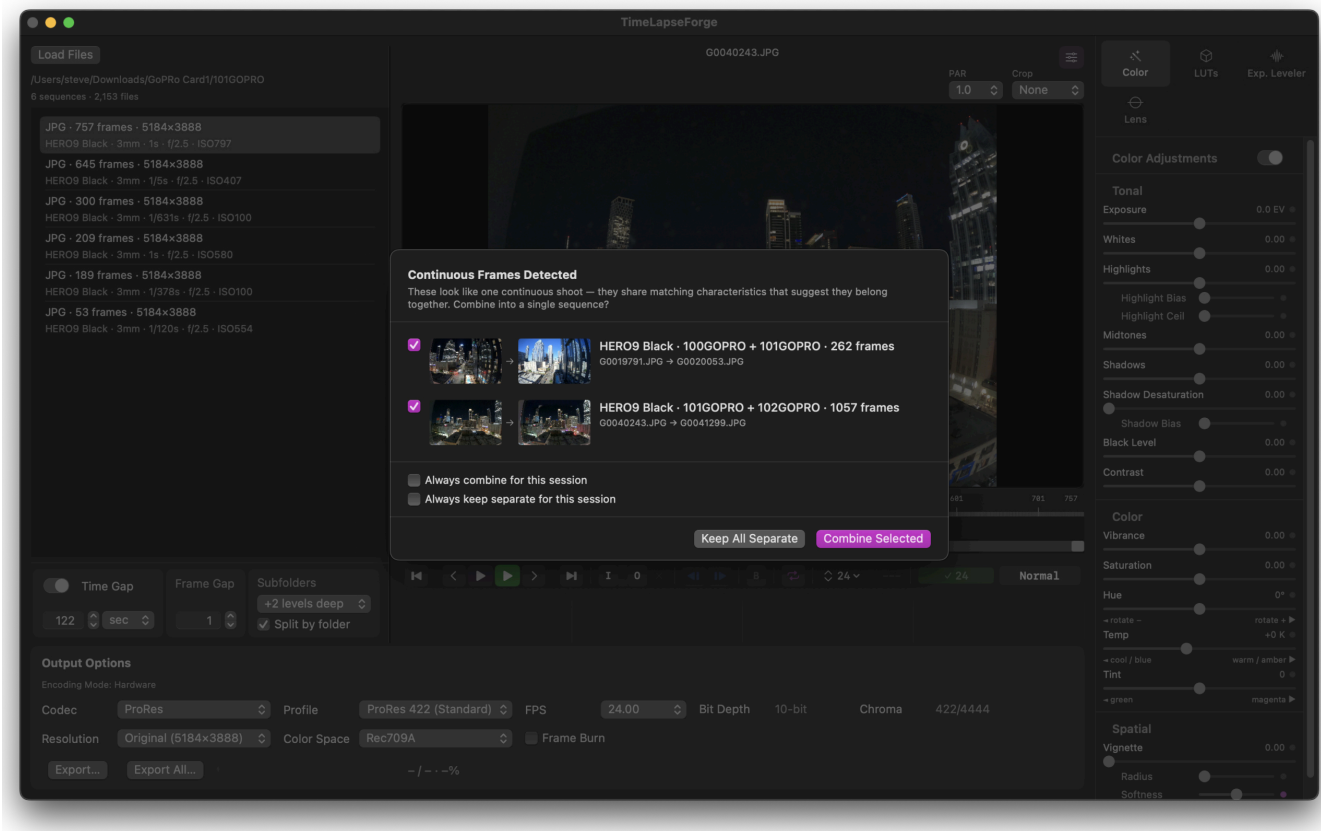 TimeLapseForge
Load Files
/Users/steve/Downloads/GoPRo Card1/101GOPRO
6 sequences · 2,153 files
JPG · 757 frames · 5184×3888
HERO9 Black · 3mm · 1s · f/2.5 · ISO797
JPG · 645 frames · 5184×3888
HERO9 Black · 3mm · 1/5s · f/2.5 · ISO407
JPG · 300 frames · 5184×3888
HERO9 Black · 3mm · 1/631s · f/2.5 · ISO100
JPG · 209 frames · 5184×3888
HERO9 Black · 3mm · 1s · f/2.5 · ISO580
JPG · 189 frames · 5184×3888
HERO9 Black · 3mm · 1/378s · f/2.5 · ISO100
JPG · 53 frames · 5184×3888
HERO9 Black · 3mm · 1/120s · f/2.5 · ISO554
Time Gap
122 sec
Frame Gap
1
Subfolders
+2 levels deep
Split by folder
G0040243.JPG
PAR Crop
1.0 None
Continuous Frames Detected
These look like one continuous shoot — they share matching characteristics that suggest they belong
together. Combine into a single sequence?
→ HERO9 Black · 100GOPRO + 101GOPRO · 262 frames
G0019791.JPG → G0020053.JPG
→ HERO9 Black · 101GOPRO + 102GOPRO · 1057 frames
G0040243.JPG → G0041299.JPG
Always combine for this session
Always keep separate for this session
Keep All Separate Combine Selected
681 781 757
I O B 24 ✓ 24 Normal
Output Options
Encoding Mode: Hardware
Codec ProRes Profile ProRes 422 (Standard) FPS 24.00 Bit Depth 10-bit Chroma 422/4444
Resolution Original (5184×3888) Color Space Rec709A Frame Burn
Export... Export All... – / – · –%
Color LUTs Exp. Leveler
Lens
Color Adjustments
Tonal
Exposure 0.0 EV
Whites 0.00
Highlights 0.00
Highlight Bias
Highlight Ceil
Midtones 0.00
Shadows 0.00
Shadow Desaturation 0.00
Shadow Bias
Black Level 0.00
Contrast 0.00
Color
Vibrance 0.00
Saturation 0.00
Hue 0°
◄ rotate – rotate + ►
Temp +0 K
◄ cool / blue warm / amber ►
Tint 0
◄ green magenta ►
Spatial
Vignette 0.00
Radius
Softness